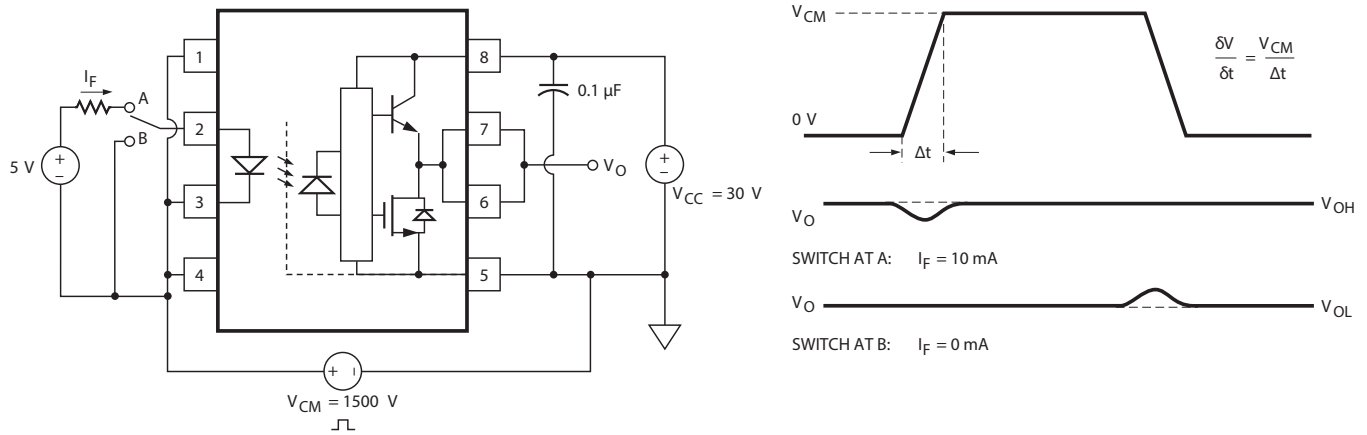 I_F
A
B
5 V
+
−
1
2
3
4
8
7
6
5
0.1 µF
V_O
+
−
V_CC = 30 V
+ −
V_CM = 1500 V
V_CM
δV/δt = V_CM/Δt
0 V
Δt
V_O
V_OH
SWITCH AT A: I_F = 10 mA
V_O
V_OL
SWITCH AT B: I_F = 0 mA